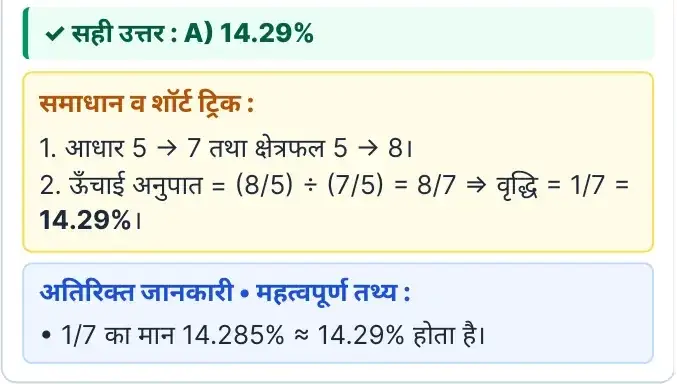 ✓ सही उत्तर : A) 14.29%
समाधान व शॉर्ट ट्रिक :
1. आधार 5 → 7 तथा क्षेत्रफल 5 → 8।
2. ऊँचाई अनुपात = (8/5) ÷ (7/5) = 8/7 ⇒ वृद्धि = 1/7 =
14.29%।
अतिरिक्त जानकारी • महत्वपूर्ण तथ्य :
• 1/7 का मान 14.285% ≈ 14.29% होता है।